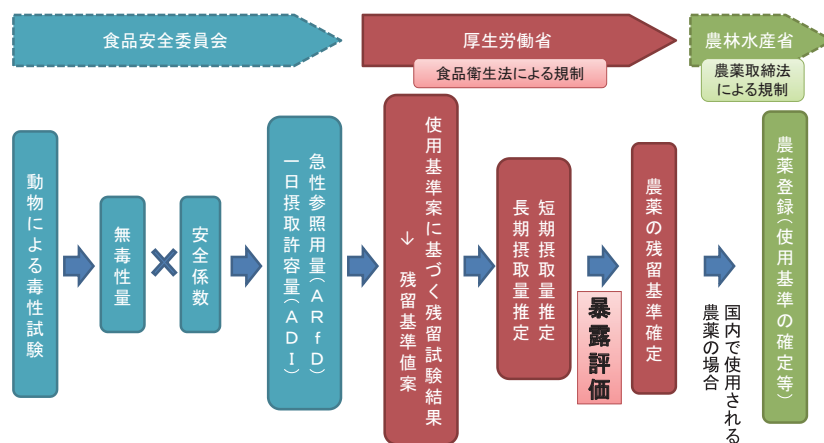 食品安全委員会
厚生労働省
農林水産省
食品衛生法による規制
農薬取締法
による規制
動物による毒性試験
無毒性量
安全係数
急性参照用量(ARfD)
一日摂取許容量(ADI)
使用基準案に基づく残留試験結果
→ 残留基準値案
短期摂取量推定
長期摂取量推定
暴露評価
農薬の残留基準確定
国内で使用される
農薬の場合
農薬登録(使用基準の確定等)